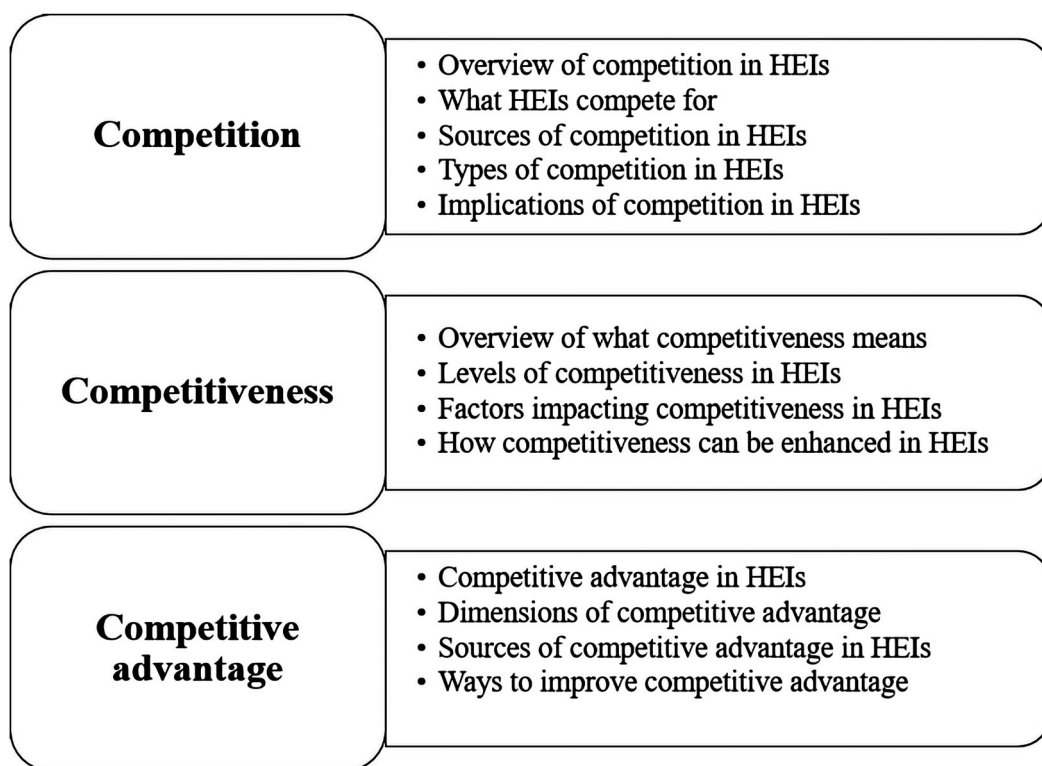 Competition
• Overview of competition in HEIs
• What HEIs compete for
• Sources of competition in HEIs
• Types of competition in HEIs
• Implications of competition in HEIs
Competitiveness
• Overview of what competitiveness means
• Levels of competitiveness in HEIs
• Factors impacting competitiveness in HEIs
• How competitiveness can be enhanced in HEIs
Competitive
advantage
• Competitive advantage in HEIs
• Dimensions of competitive advantage
• Sources of competitive advantage in HEIs
• Ways to improve competitive advantage